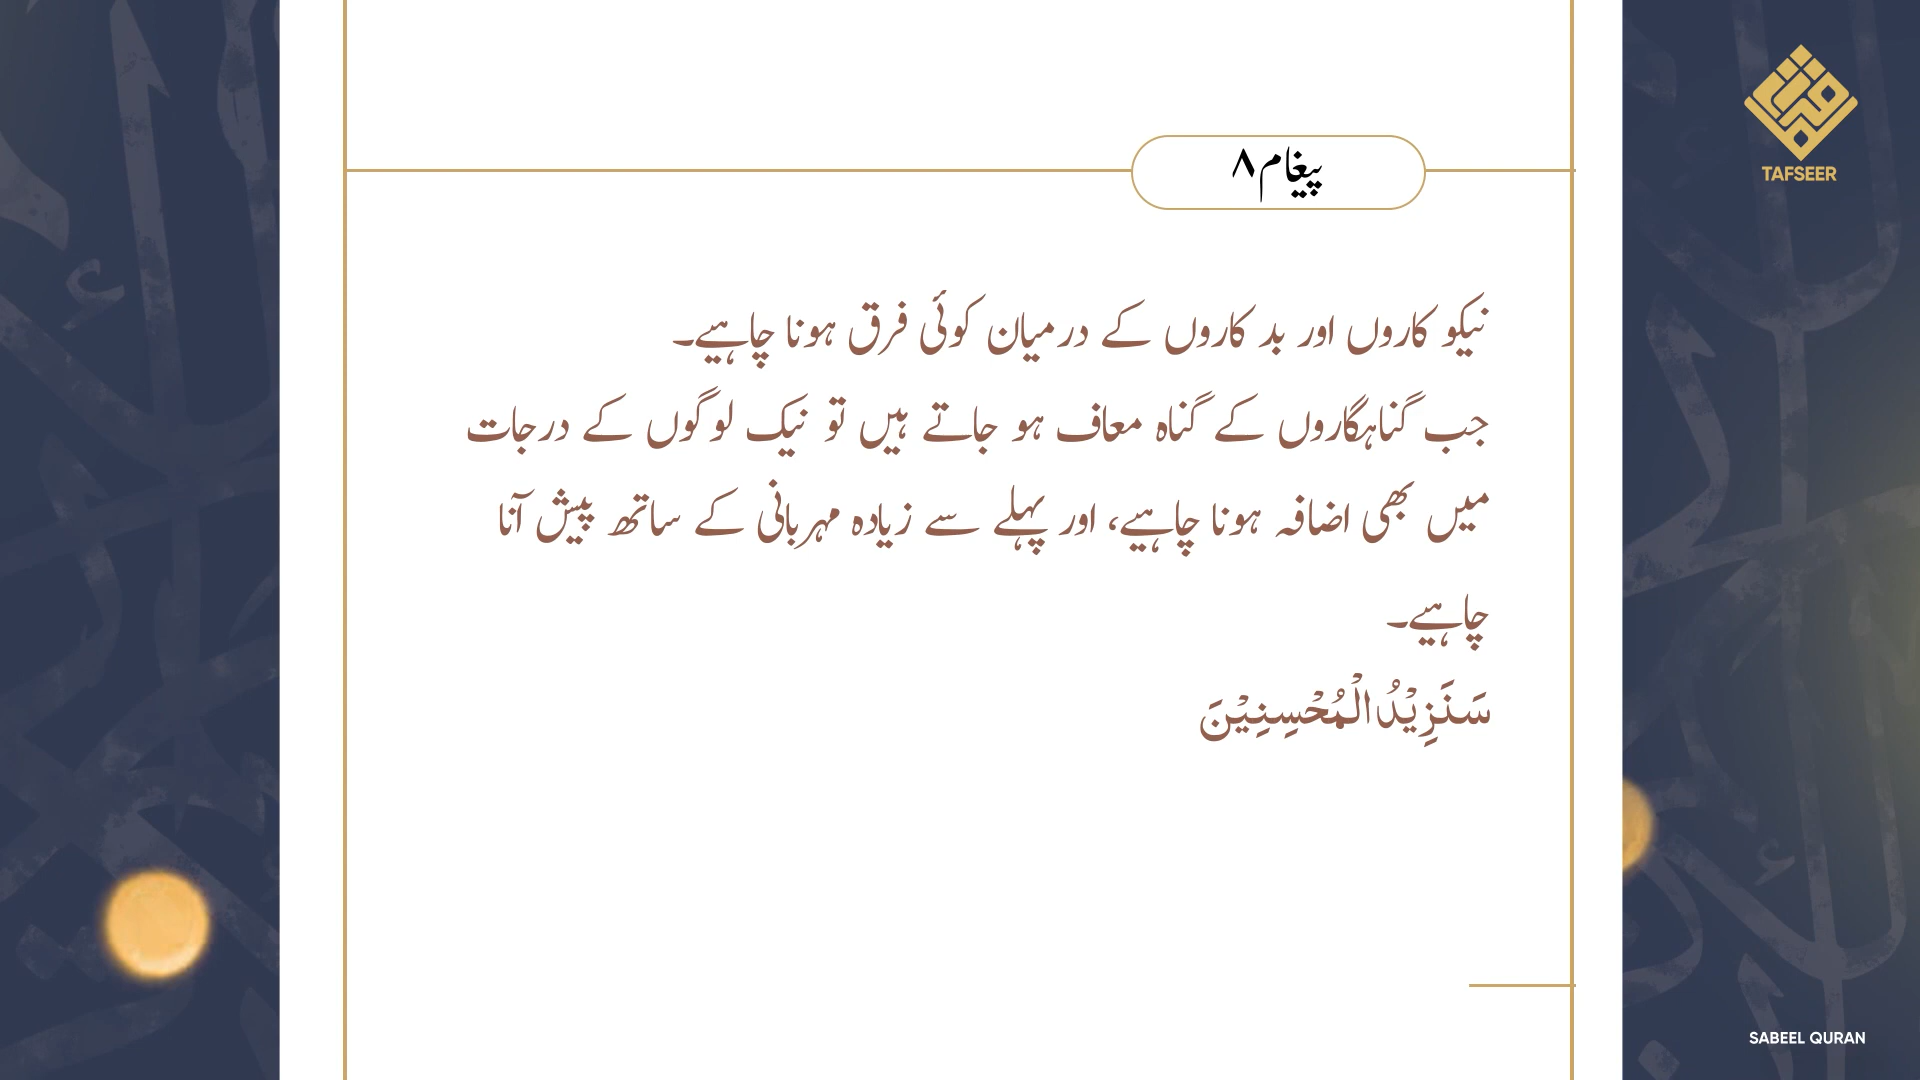 پیغام ۸
نیکو کاروں اور بد کاروں کے درمیان کوئی فرق ہونا چاہیے۔
جب گناہگاروں کے گناہ معاف ہو جاتے ہیں تو نیک لوگوں کے درجات
میں بھی اضافہ ہونا چاہیے، اور پہلے سے زیادہ مہربانی کے ساتھ پیش آنا
چاہیے۔
سَنَزِيْدُ الْمُحْسِنِيْنَ
TAFSEER
SABEEL QURAN